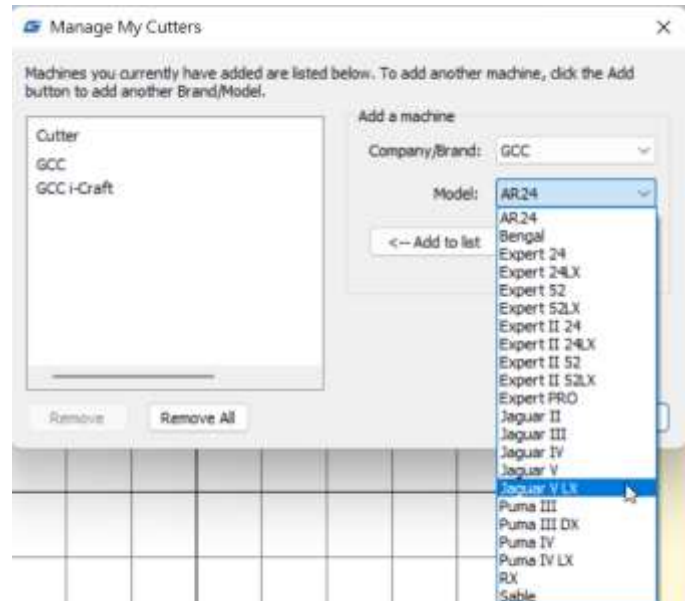 Manage My Cutters
Machines you currently have added are listed below. To add another machine, click the Add
button to add another Brand/Model.
Cutter
GCC
GCC i-Craft
Remove
Remove All
Add a machine
Company/Brand:
GCC
Model:
AR24
<-- Add to list
AR24
Bengal
Expert 24
Expert 24LX
Expert 52
Expert 52LX
Expert II 24
Expert II 24LX
Expert II 52
Expert II 52LX
Expert PRO
Jaguar II
Jaguar III
Jaguar IV
Jaguar V
Jaguar V LX
Puma III
Puma III DX
Puma IV
Puma IV LX
RX
Sable